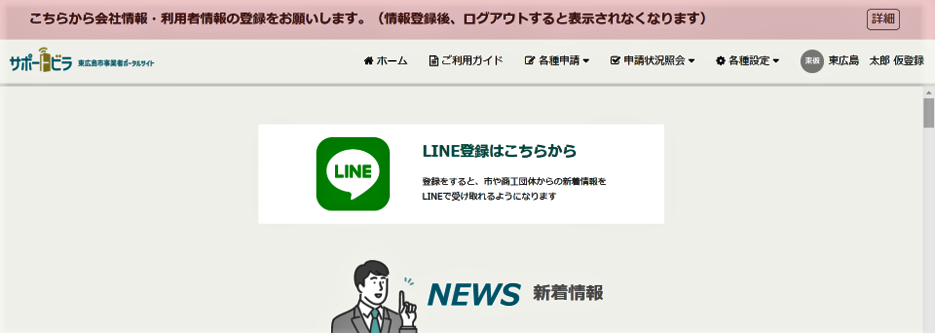 こちらから会社情報・利用者情報の登録をお願いします。（情報登録後、ログアウトすると表示されなくなります）
詳細
サポートビラ 東広島市事業者ポータルサイト
ホーム ご利用ガイド 各種申請 申請状況照会 各種設定 東仮 東広島 太郎 仮登録
LINE
LINE登録はこちらから
登録をすると、市や商工団体からの新着情報を
LINEで受け取れるようになります
NEWS 新着情報